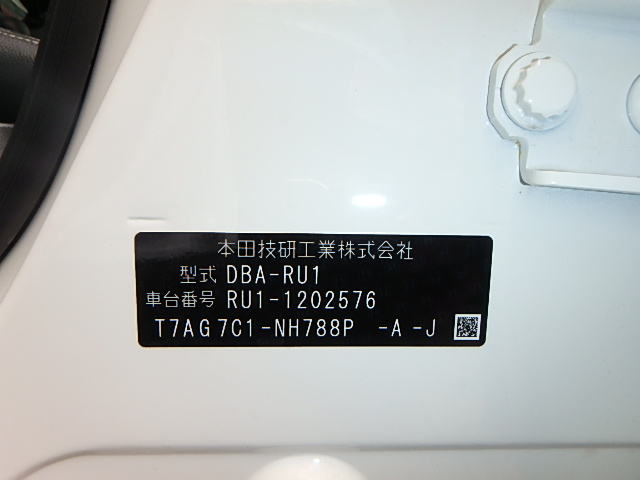 本田技研工業株式会社
型式 DBA-RU1
車台番号 RU1-1202576
T7AG7C1-NH788P -A-J